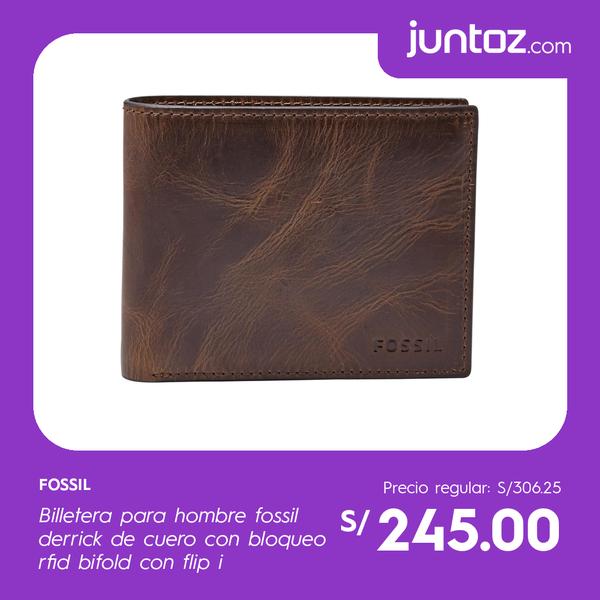 juntoz.com
FOSSIL
FOSSIL
Billetera para hombre fossil
derrick de cuero con bloqueo
rfid bifold con flip i
Precio regular: S/306.25
S/ 245.00